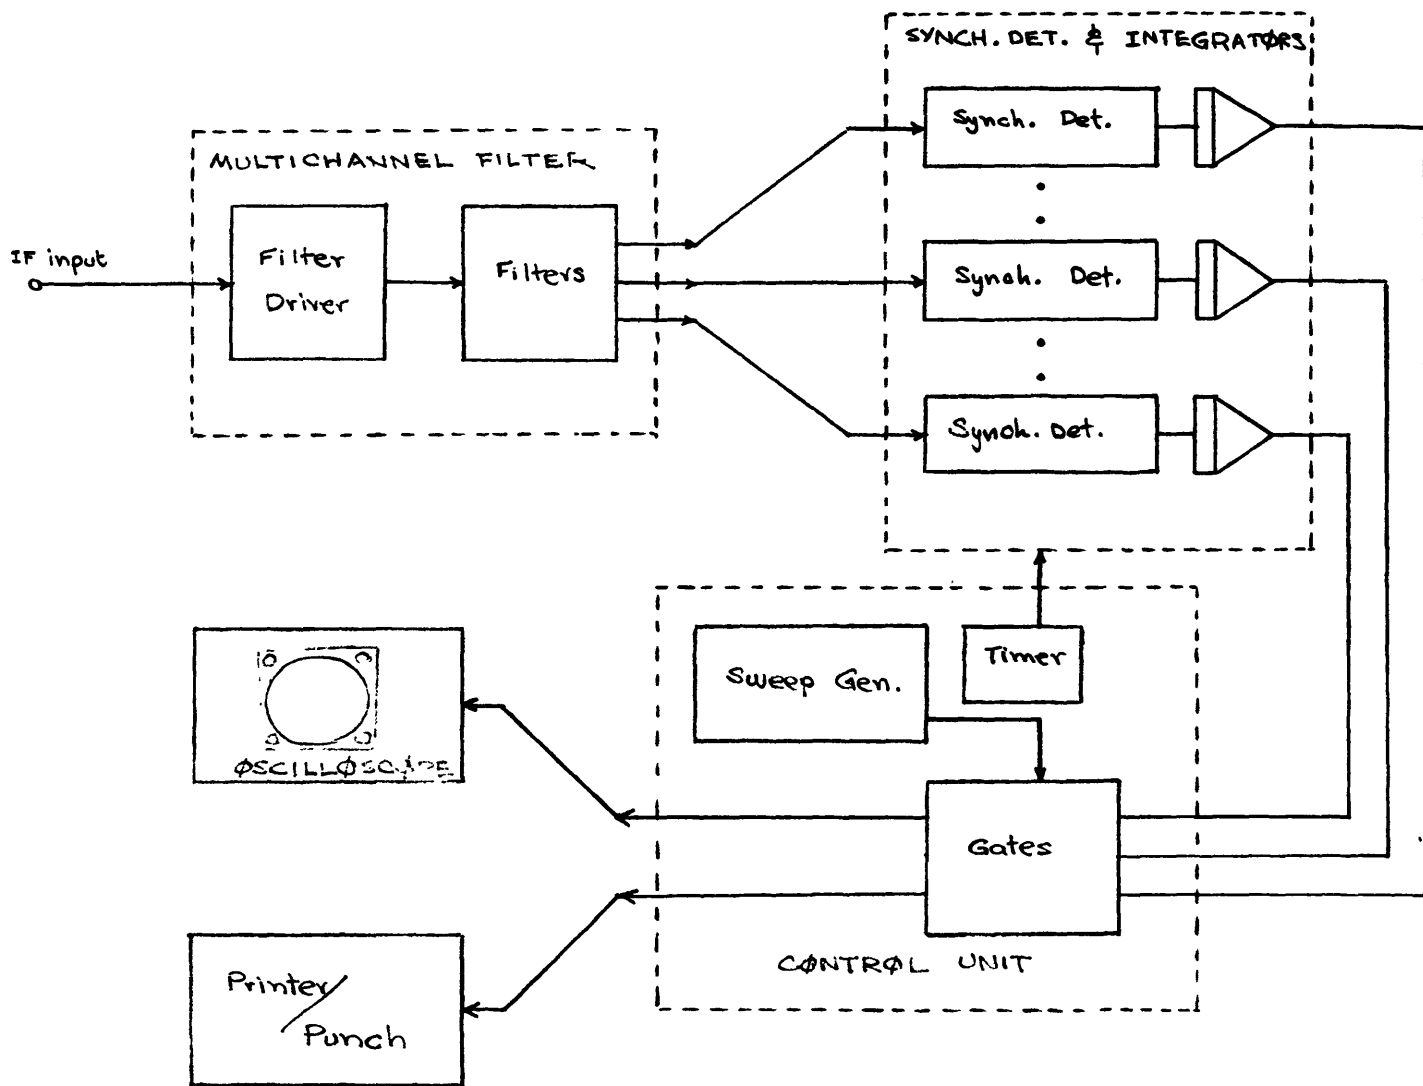 SYNCH. DET. & INTEGRATØRS
Synch. Det.
MULTICHANNEL FILTER
IF input
Filter
Driver
Filters
Synch. Det.
Synch. Det.
Timer
Sweep Gen.
ØSCILLØSCØPE
Gates
CØNTRØL UNIT
Printer/
Punch